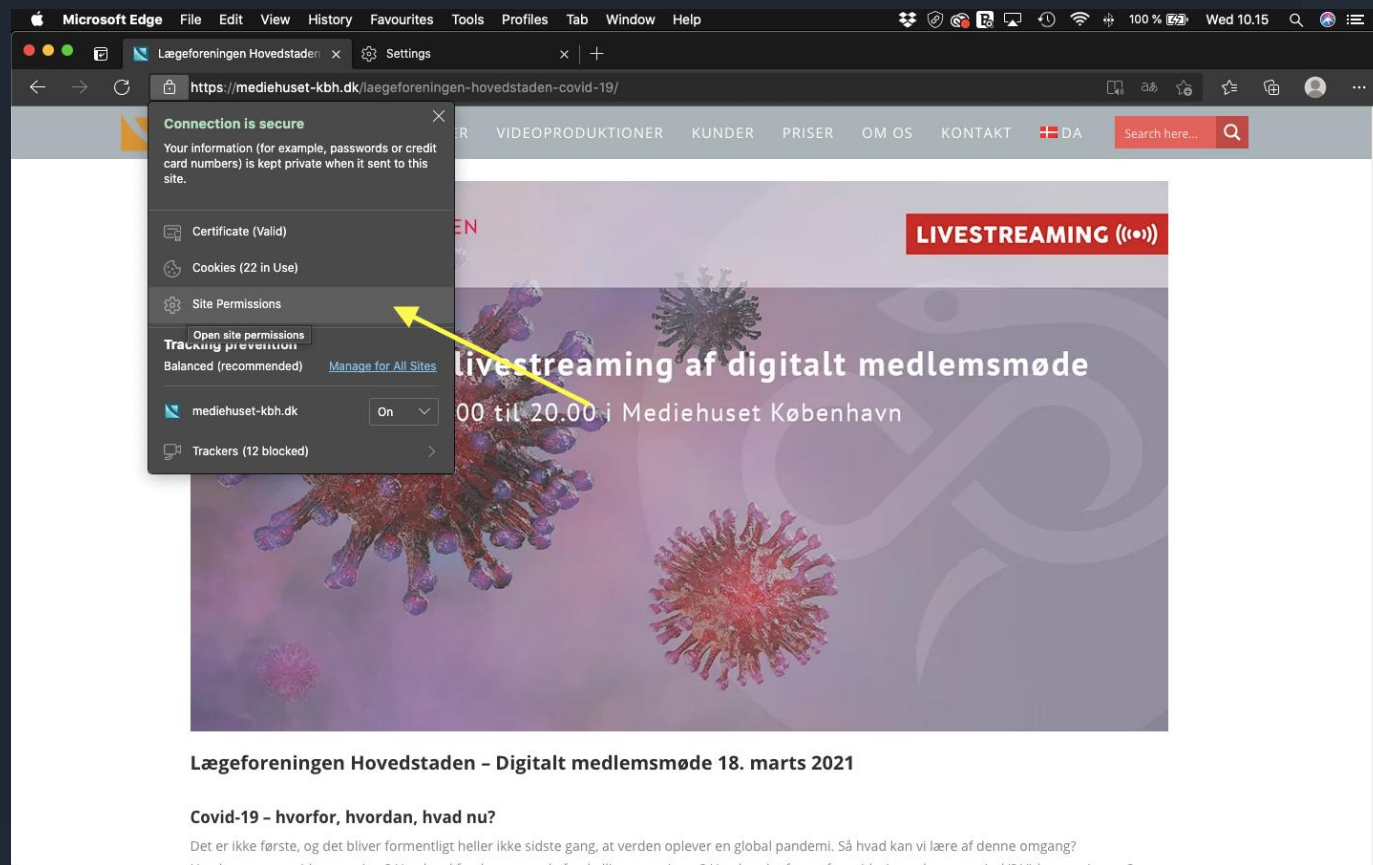 Microsoft Edge File Edit View History Favourites Tools Profiles Tab Window Help 100 % Wed 10.15
Lægeforeningen Hovedstaden Settings
https://mediehuset-kbh.dk/laegeforeningen-hovedstaden-covid-19/
ER VIDEOPRODUKTIONER KUNDER PRISER OM OS KONTAKT DA Search here...
Connection is secure
Your information (for example, passwords or credit
card numbers) is kept private when it sent to this
site.
Certificate (Valid)
Cookies (22 in Use)
Site Permissions
Open site permissions
Tracking prevention
Balanced (recommended) Manage for All Sites
mediehuset-kbh.dk On
Trackers (12 blocked)
EN
LIVESTREAMING
livestreaming af digitalt medlemsmøde
00 til 20.00 i Mediehuset København
Lægeforeningen Hovedstaden – Digitalt medlemsmøde 18. marts 2021
Covid-19 – hvorfor, hvordan, hvad nu?
Det er ikke første, og det bliver formentligt heller ikke sidste gang, at verden oplever en global pandemi. Så hvad kan vi lære af denne omgang?